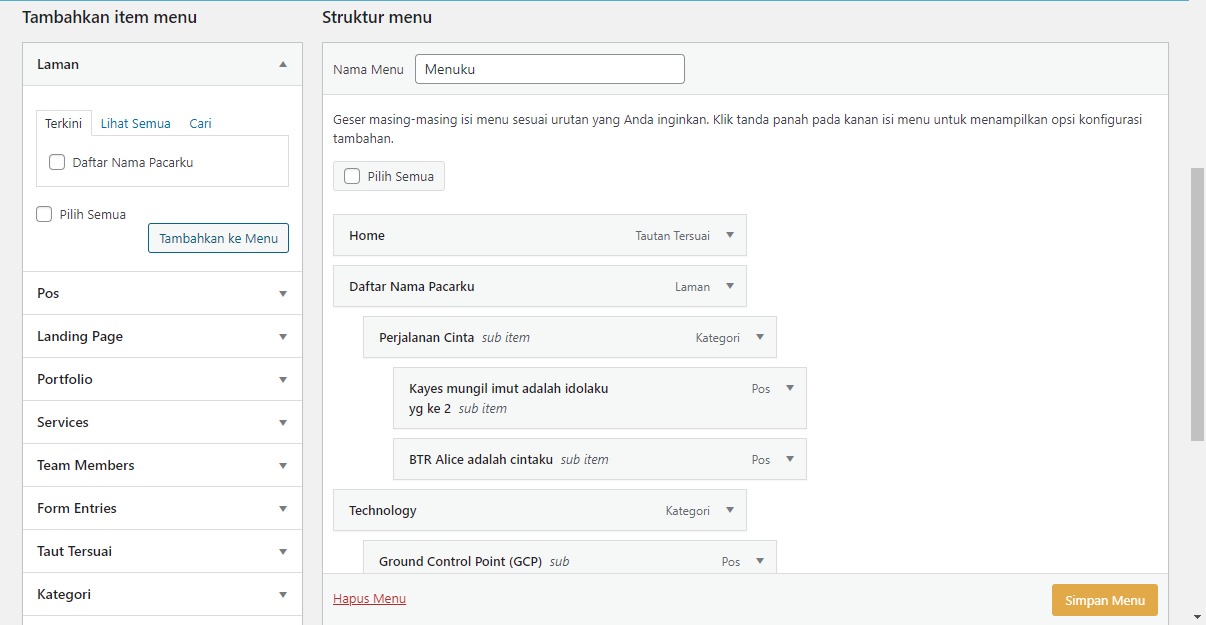 Tambahkan item menu
Laman
Terkini Lihat Semua Cari
Daftar Nama Pacarku
Pilih Semua
Tambahkan ke Menu
Pos
Landing Page
Portfolio
Services
Team Members
Form Entries
Taut Tersuai
Kategori
Struktur menu
Nama Menu Menuku
Geser masing-masing isi menu sesuai urutan yang Anda inginkan. Klik tanda panah pada kanan isi menu untuk menampilkan opsi konfigurasi
tambahan.
Pilih Semua
Home Tautan Tersuai
Daftar Nama Pacarku Laman
Perjalanan Cinta sub item Kategori
Kayes mungil imut adalah idolaku Pos
yg ke 2 sub item
BTR Alice adalah cintaku sub item Pos
Technology Kategori
Ground Control Point (GCP) sub Pos
Hapus Menu Simpan Menu